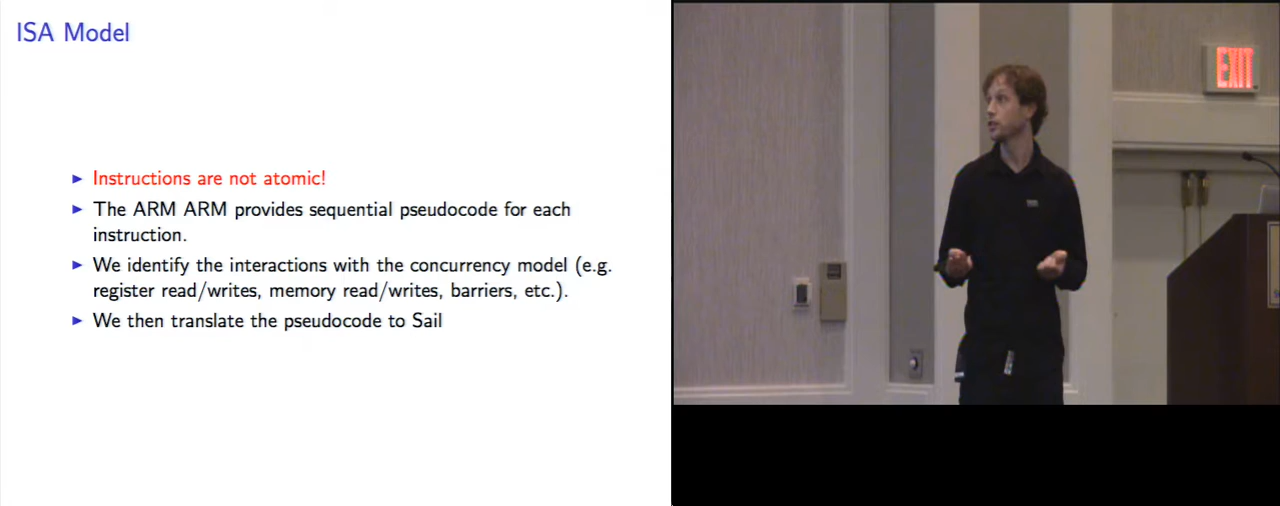 ISA Model
▶ Instructions are not atomic!
▶ The ARM ARM provides sequential pseudocode for each
instruction.
▶ We identify the interactions with the concurrency model (e.g.
register read/writes, memory read/writes, barriers, etc.).
▶ We then translate the pseudocode to Sail
EXIT